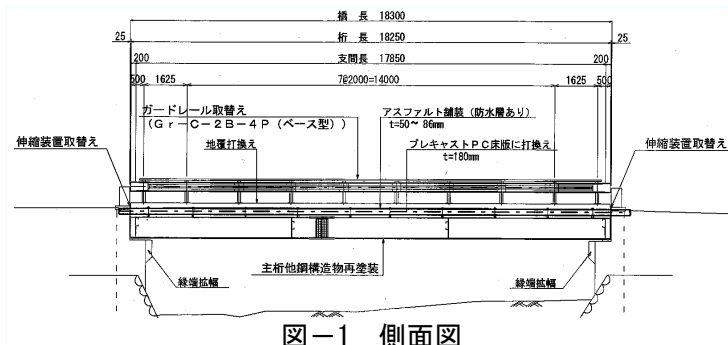 橋 長 18300
25 桁 長 18250 25
200 支間長 17850 200
500 1625 7@2000=14000 1625 500
ガードレール取替え
(Gr-C-2B-4P(ベース型))
アスファルト舗装(防水層あり)
t=50~86mm
伸縮装置取替え
地覆打換え
プレキャストPC床版に打換え
t=180mm
伸縮装置取替え
主桁他鋼構造物再塗装
縁端拡幅
縁端拡幅
図-1 側面図